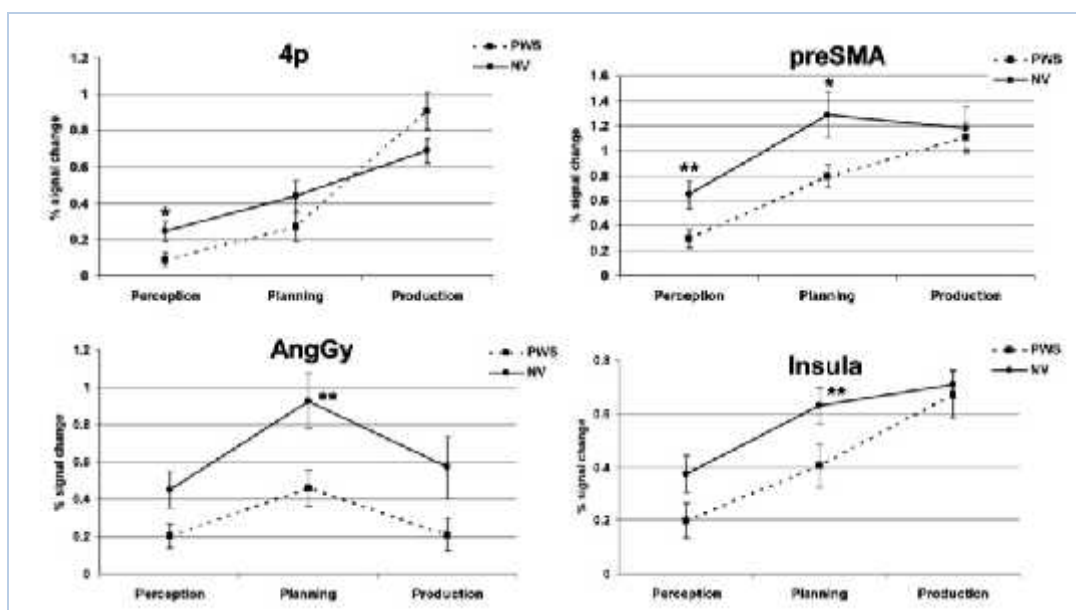 4p
PWS
NV
% signal change
1.2
1
0.8
0.6
0.4
0.2
0
*
Perception
Planning
Production
preSMA
PWS
NV
% signal change
1.6
1.4
1.2
1
0.8
0.6
0.4
0.2
0
**
*
Perception
Planning
Production
AngGy
PWS
NV
% signal change
1.2
1
0.8
0.6
0.4
0.2
0
**
Perception
Planning
Production
Insula
PWS
NV
% signal change
0.8
0.6
0.4
0.2
0
**
Perception
Planning
Production